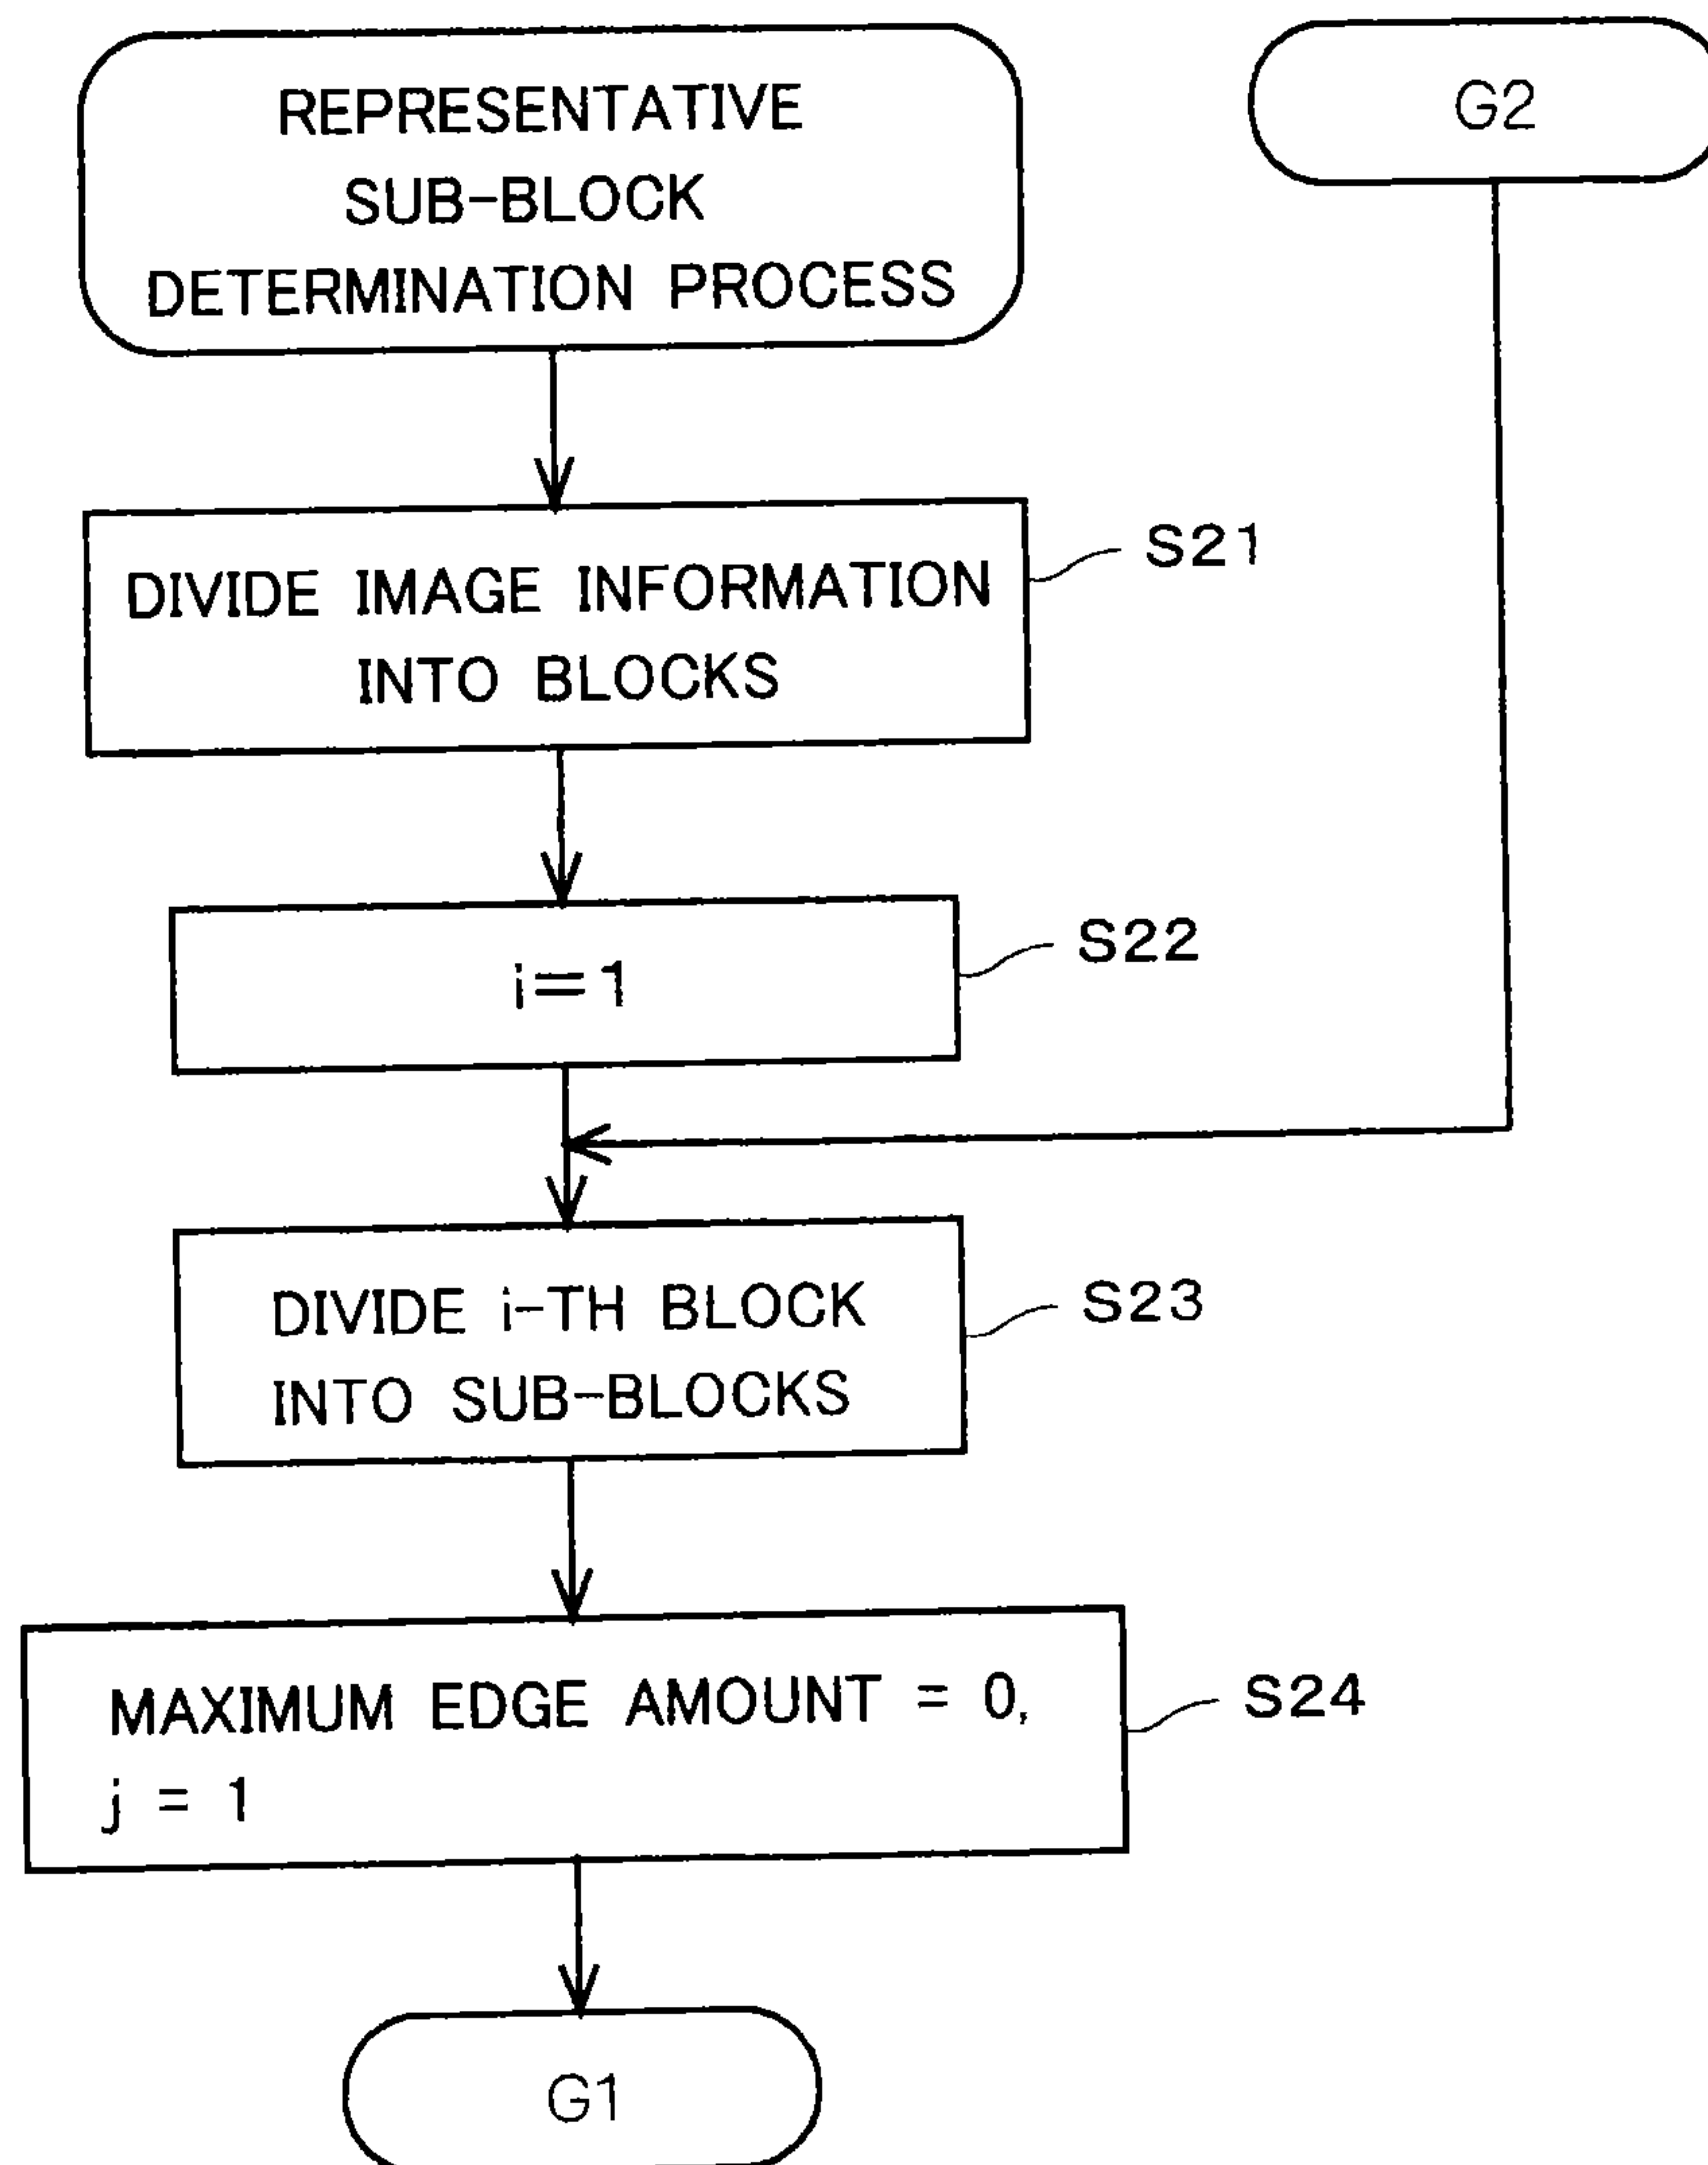 REPRESENTATIVE
SUB-BLOCK
DETERMINATION PROCESS
G2
DIVIDE IMAGE INFORMATION
INTO BLOCKS
S21
i=1
S22
DIVIDE i-TH BLOCK
INTO SUB-BLOCKS
S23
MAXIMUM EDGE AMOUNT = 0,
j = 1
S24
G1